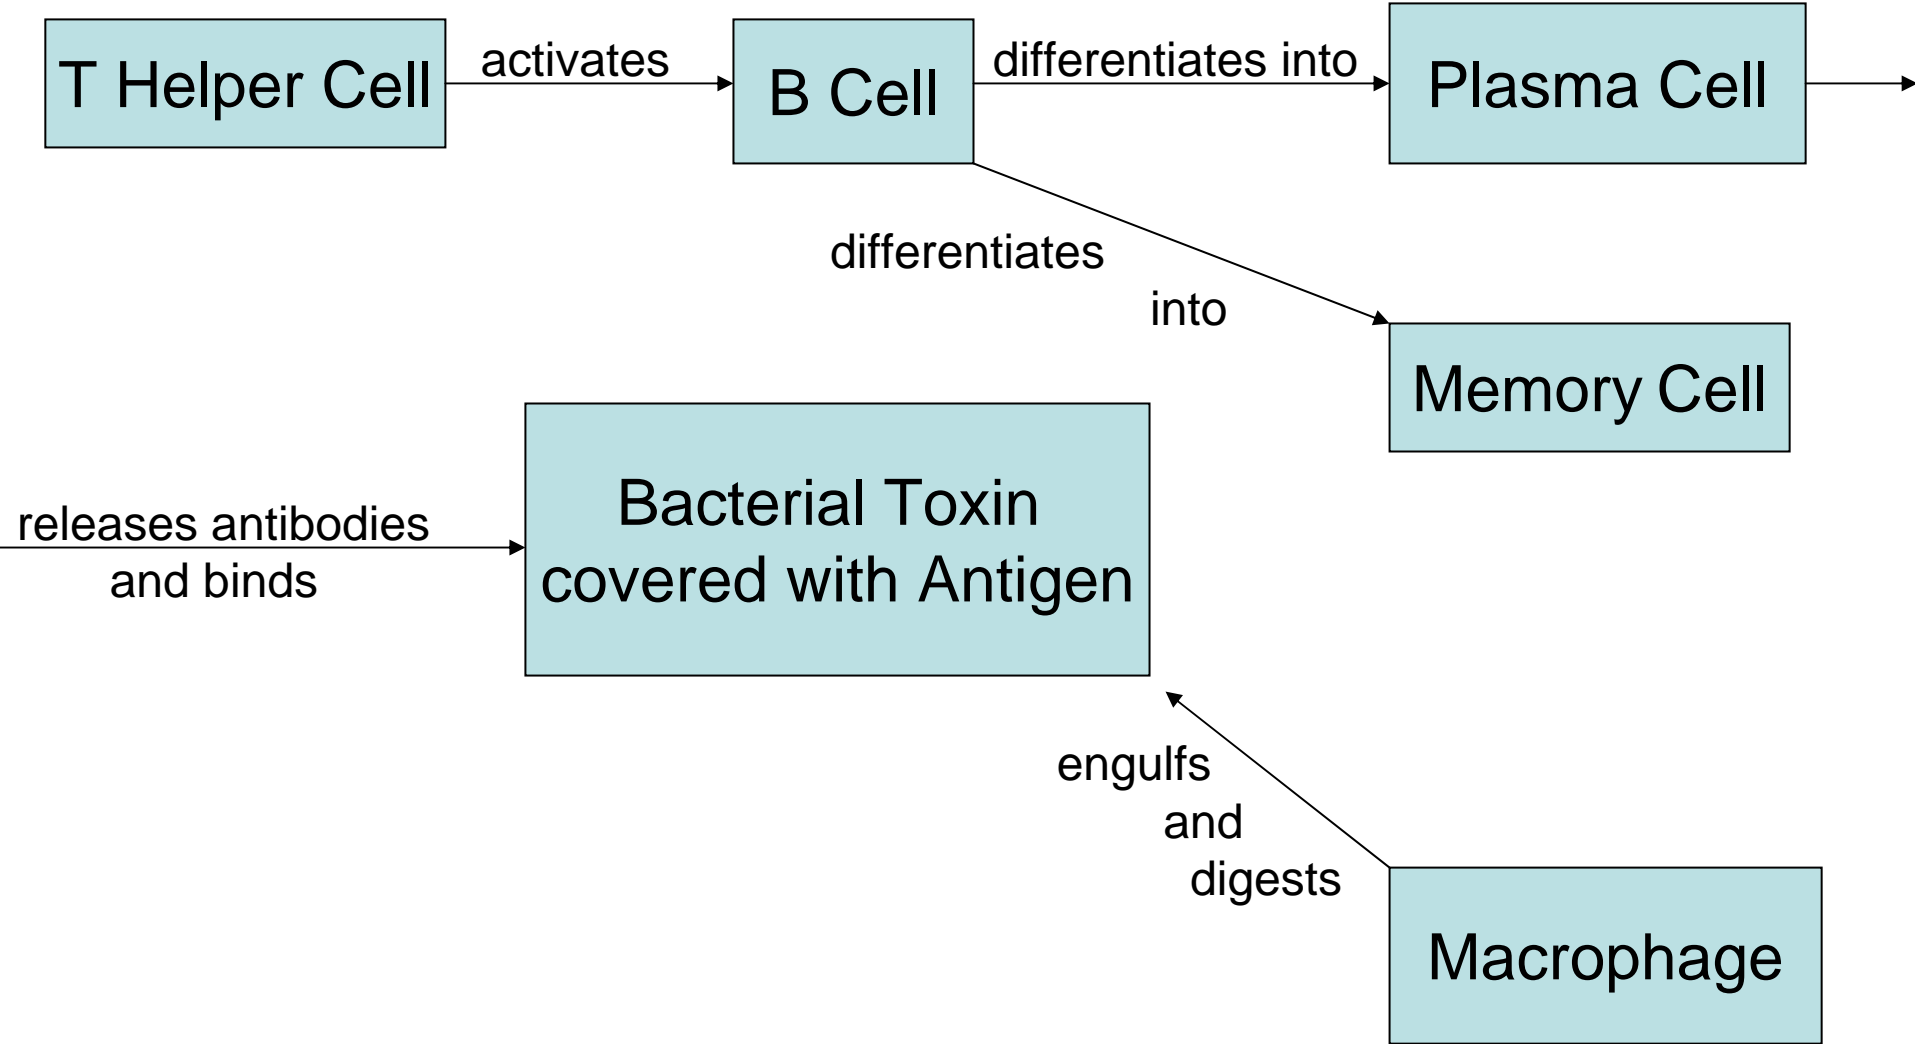 T Helper Cell
activates
B Cell
differentiates into
Plasma Cell
differentiates
into
Memory Cell
releases antibodies
and binds
Bacterial Toxin
covered with Antigen
engulfs
and
digests
Macrophage